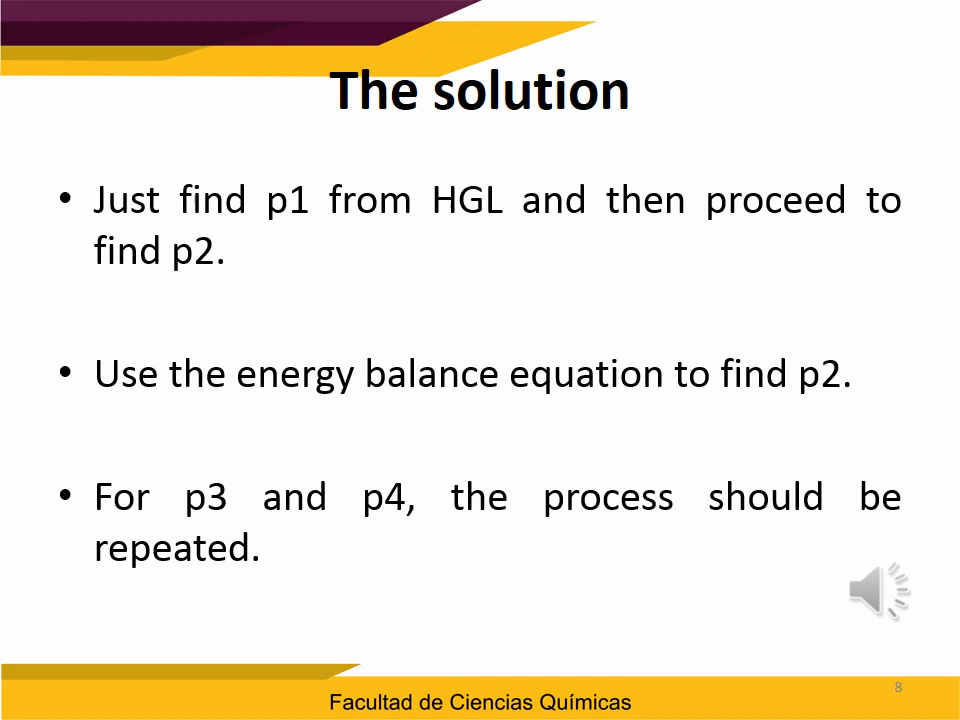 The solution
• Just find p1 from HGL and then proceed to
find p2.
• Use the energy balance equation to find p2.
• For p3 and p4, the process should be
repeated.
8
Facultad de Ciencias Químicas